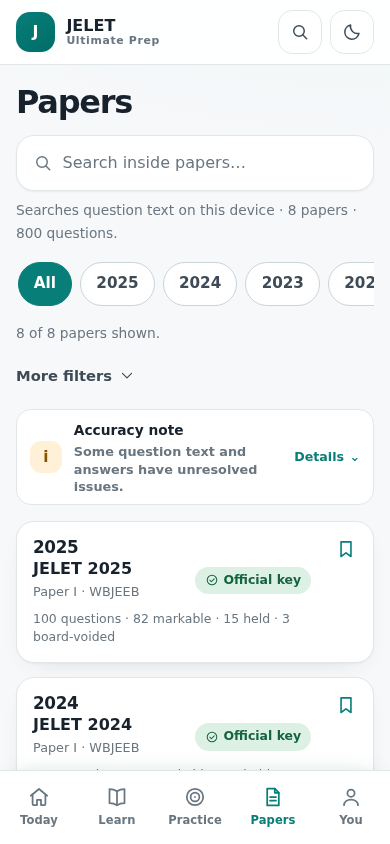 J
JELET
Ultimate Prep
Papers
Search inside papers...
Searches question text on this device · 8 papers ·
800 questions.
All 2025 2024 2023 202
8 of 8 papers shown.
More filters
i
Accuracy note
Some question text and
answers have unresolved
issues.
Details
2025
JELET 2025
Paper I · WBJEEB
Official key
100 questions · 82 markable · 15 held · 3
board-voided
2024
JELET 2024
Paper I · WBJEEB
Official key
Today Learn Practice Papers You